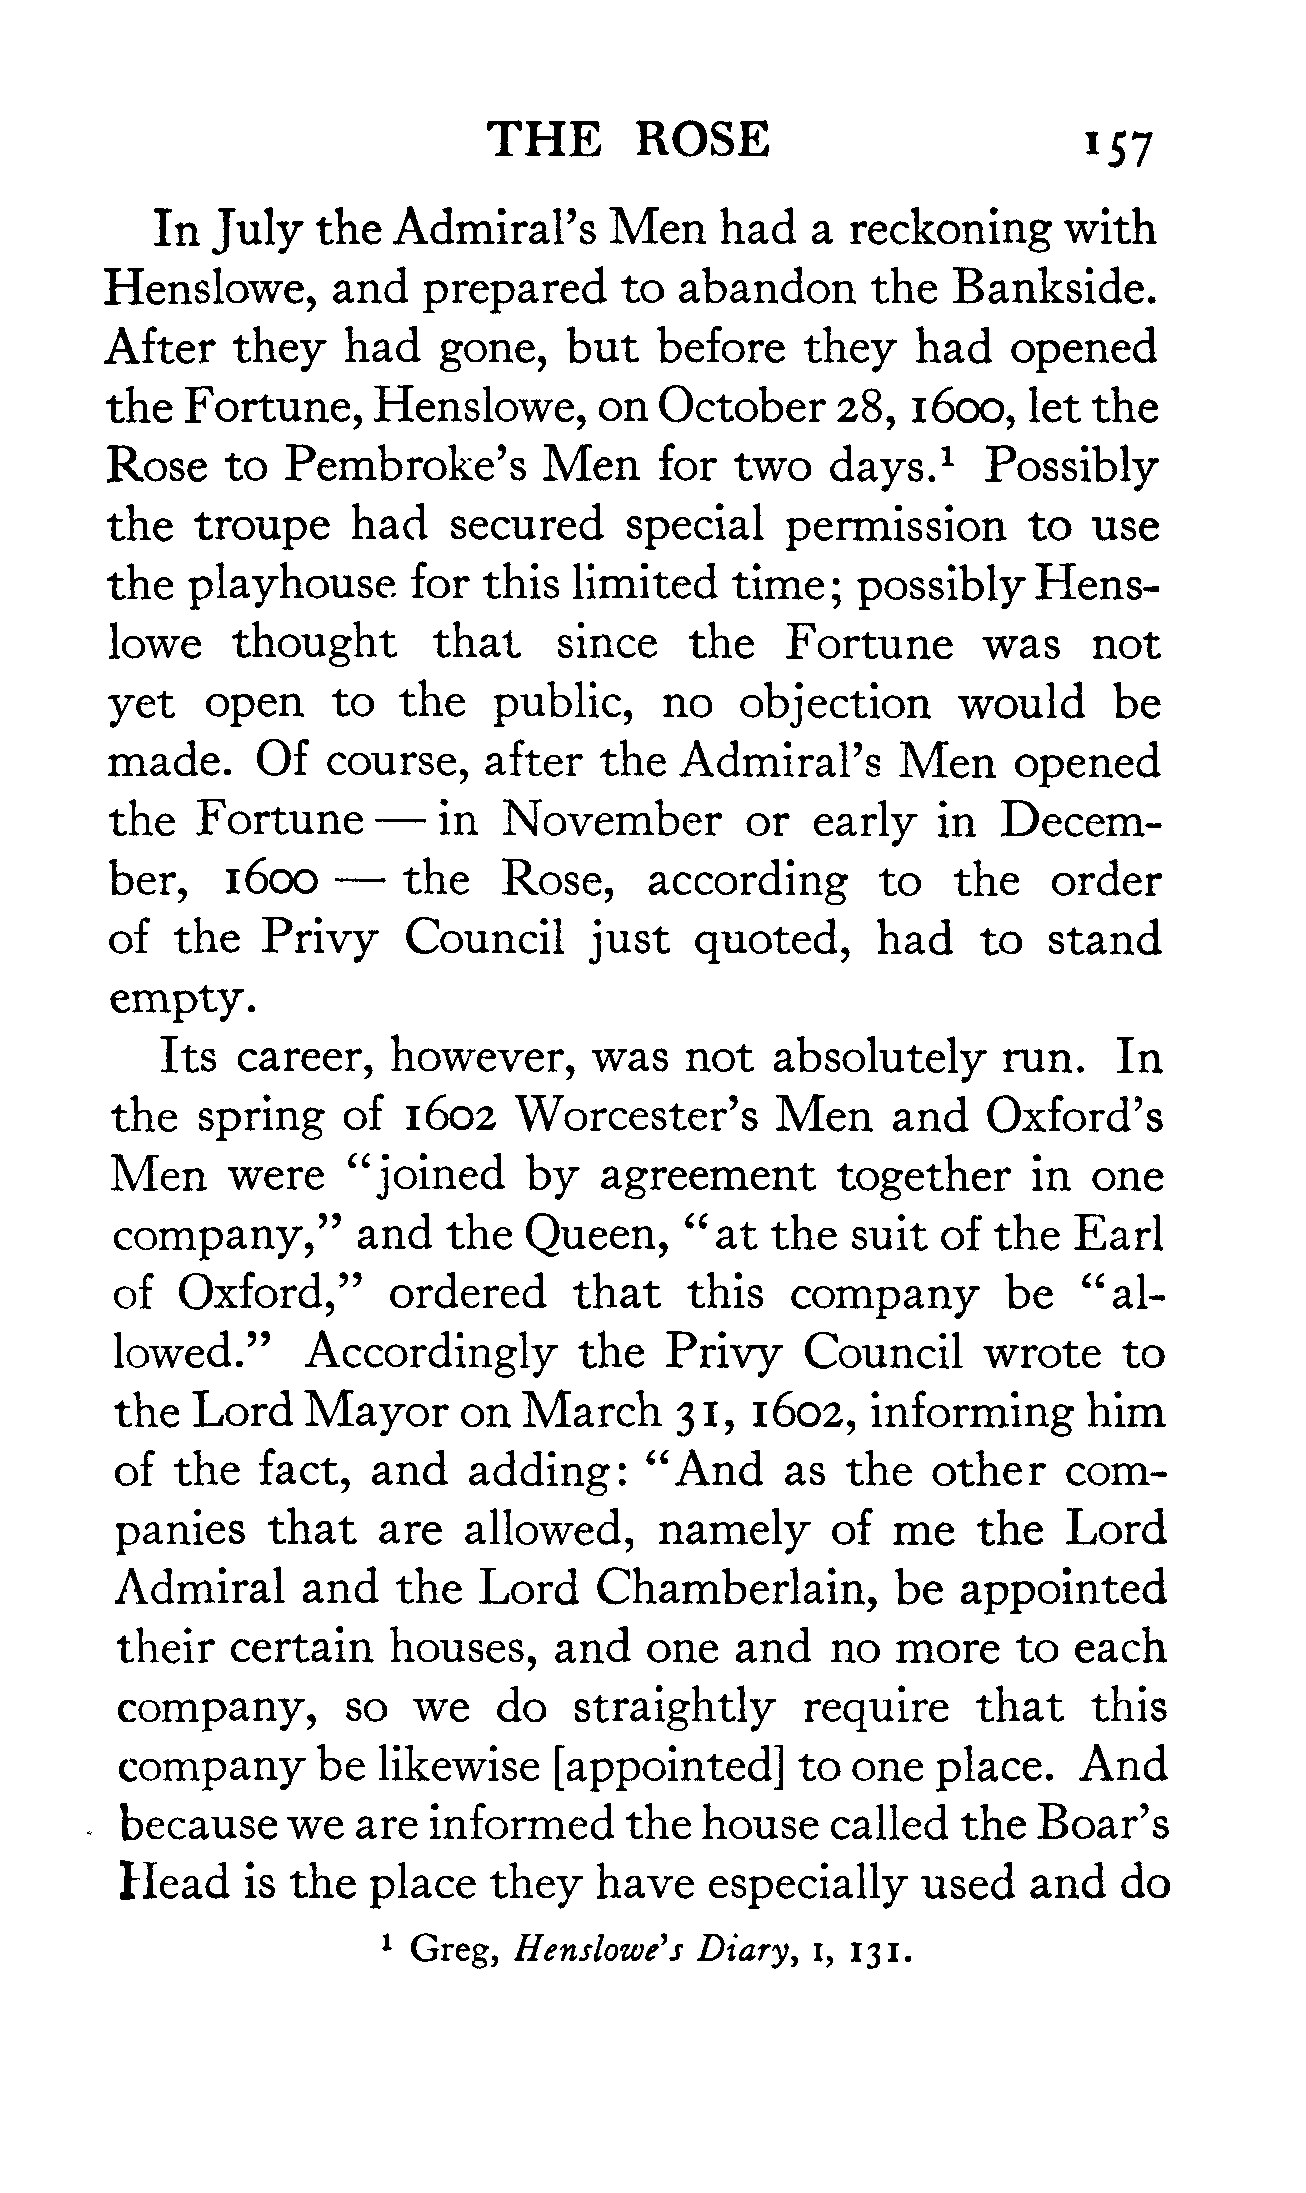 THE ROSE 157
In July the Admiral's Men had a reckoning with
Henslowe, and prepared to abandon the Bankside.
After they had gone, but before they had opened
the Fortune, Henslowe, on October 28, 1600, let the
Rose to Pembroke's Men for two days.¹ Possibly
the troupe had secured special permission to use
the playhouse for this limited time; possibly Hens-
lowe thought that since the Fortune was not
yet open to the public, no objection would be
made. Of course, after the Admiral's Men opened
the Fortune — in November or early in Decem-
ber, 1600 — the Rose, according to the order
of the Privy Council just quoted, had to stand
empty.
Its career, however, was not absolutely run. In
the spring of 1602 Worcester's Men and Oxford's
Men were "joined by agreement together in one
company," and the Queen, "at the suit of the Earl
of Oxford," ordered that this company be "al-
lowed." Accordingly the Privy Council wrote to
the Lord Mayor on March 31, 1602, informing him
of the fact, and adding: "And as the other com-
panies that are allowed, namely of me the Lord
Admiral and the Lord Chamberlain, be appointed
their certain houses, and one and no more to each
company, so we do straightly require that this
company be likewise [appointed] to one place. And
because we are informed the house called the Boar's
Head is the place they have especially used and do
¹ Greg, Henslowe's Diary, I, 131.